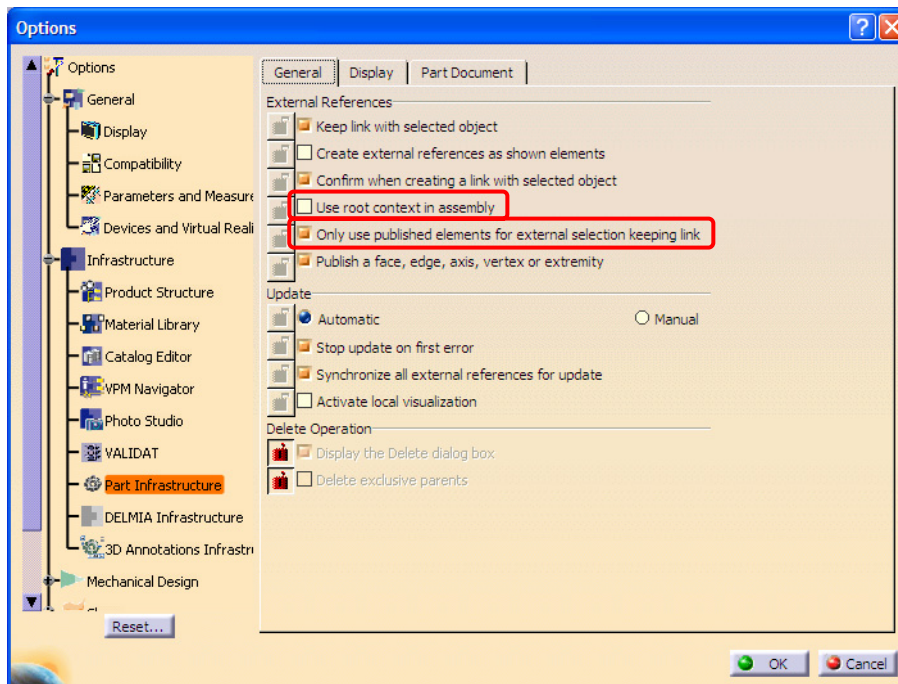 Options
Options
General
Display
Compatibility
Parameters and Measure
Devices and Virtual Reali
Infrastructure
Product Structure
Material Library
Catalog Editor
VPM Navigator
Photo Studio
VALIDAT
Part Infrastructure
DELMIA Infrastructure
3D Annotations Infrastr
Mechanical Design
Reset...
General Display Part Document
External References
Keep link with selected object
Create external references as shown elements
Confirm when creating a link with selected object
Use root context in assembly
Only use published elements for external selection keeping link
Publish a face, edge, axis, vertex or extremity
Update
Automatic Manual
Stop update on first error
Synchronize all external references for update
Activate local visualization
Delete Operation
Display the Delete dialog box
Delete exclusive parents
OK Cancel